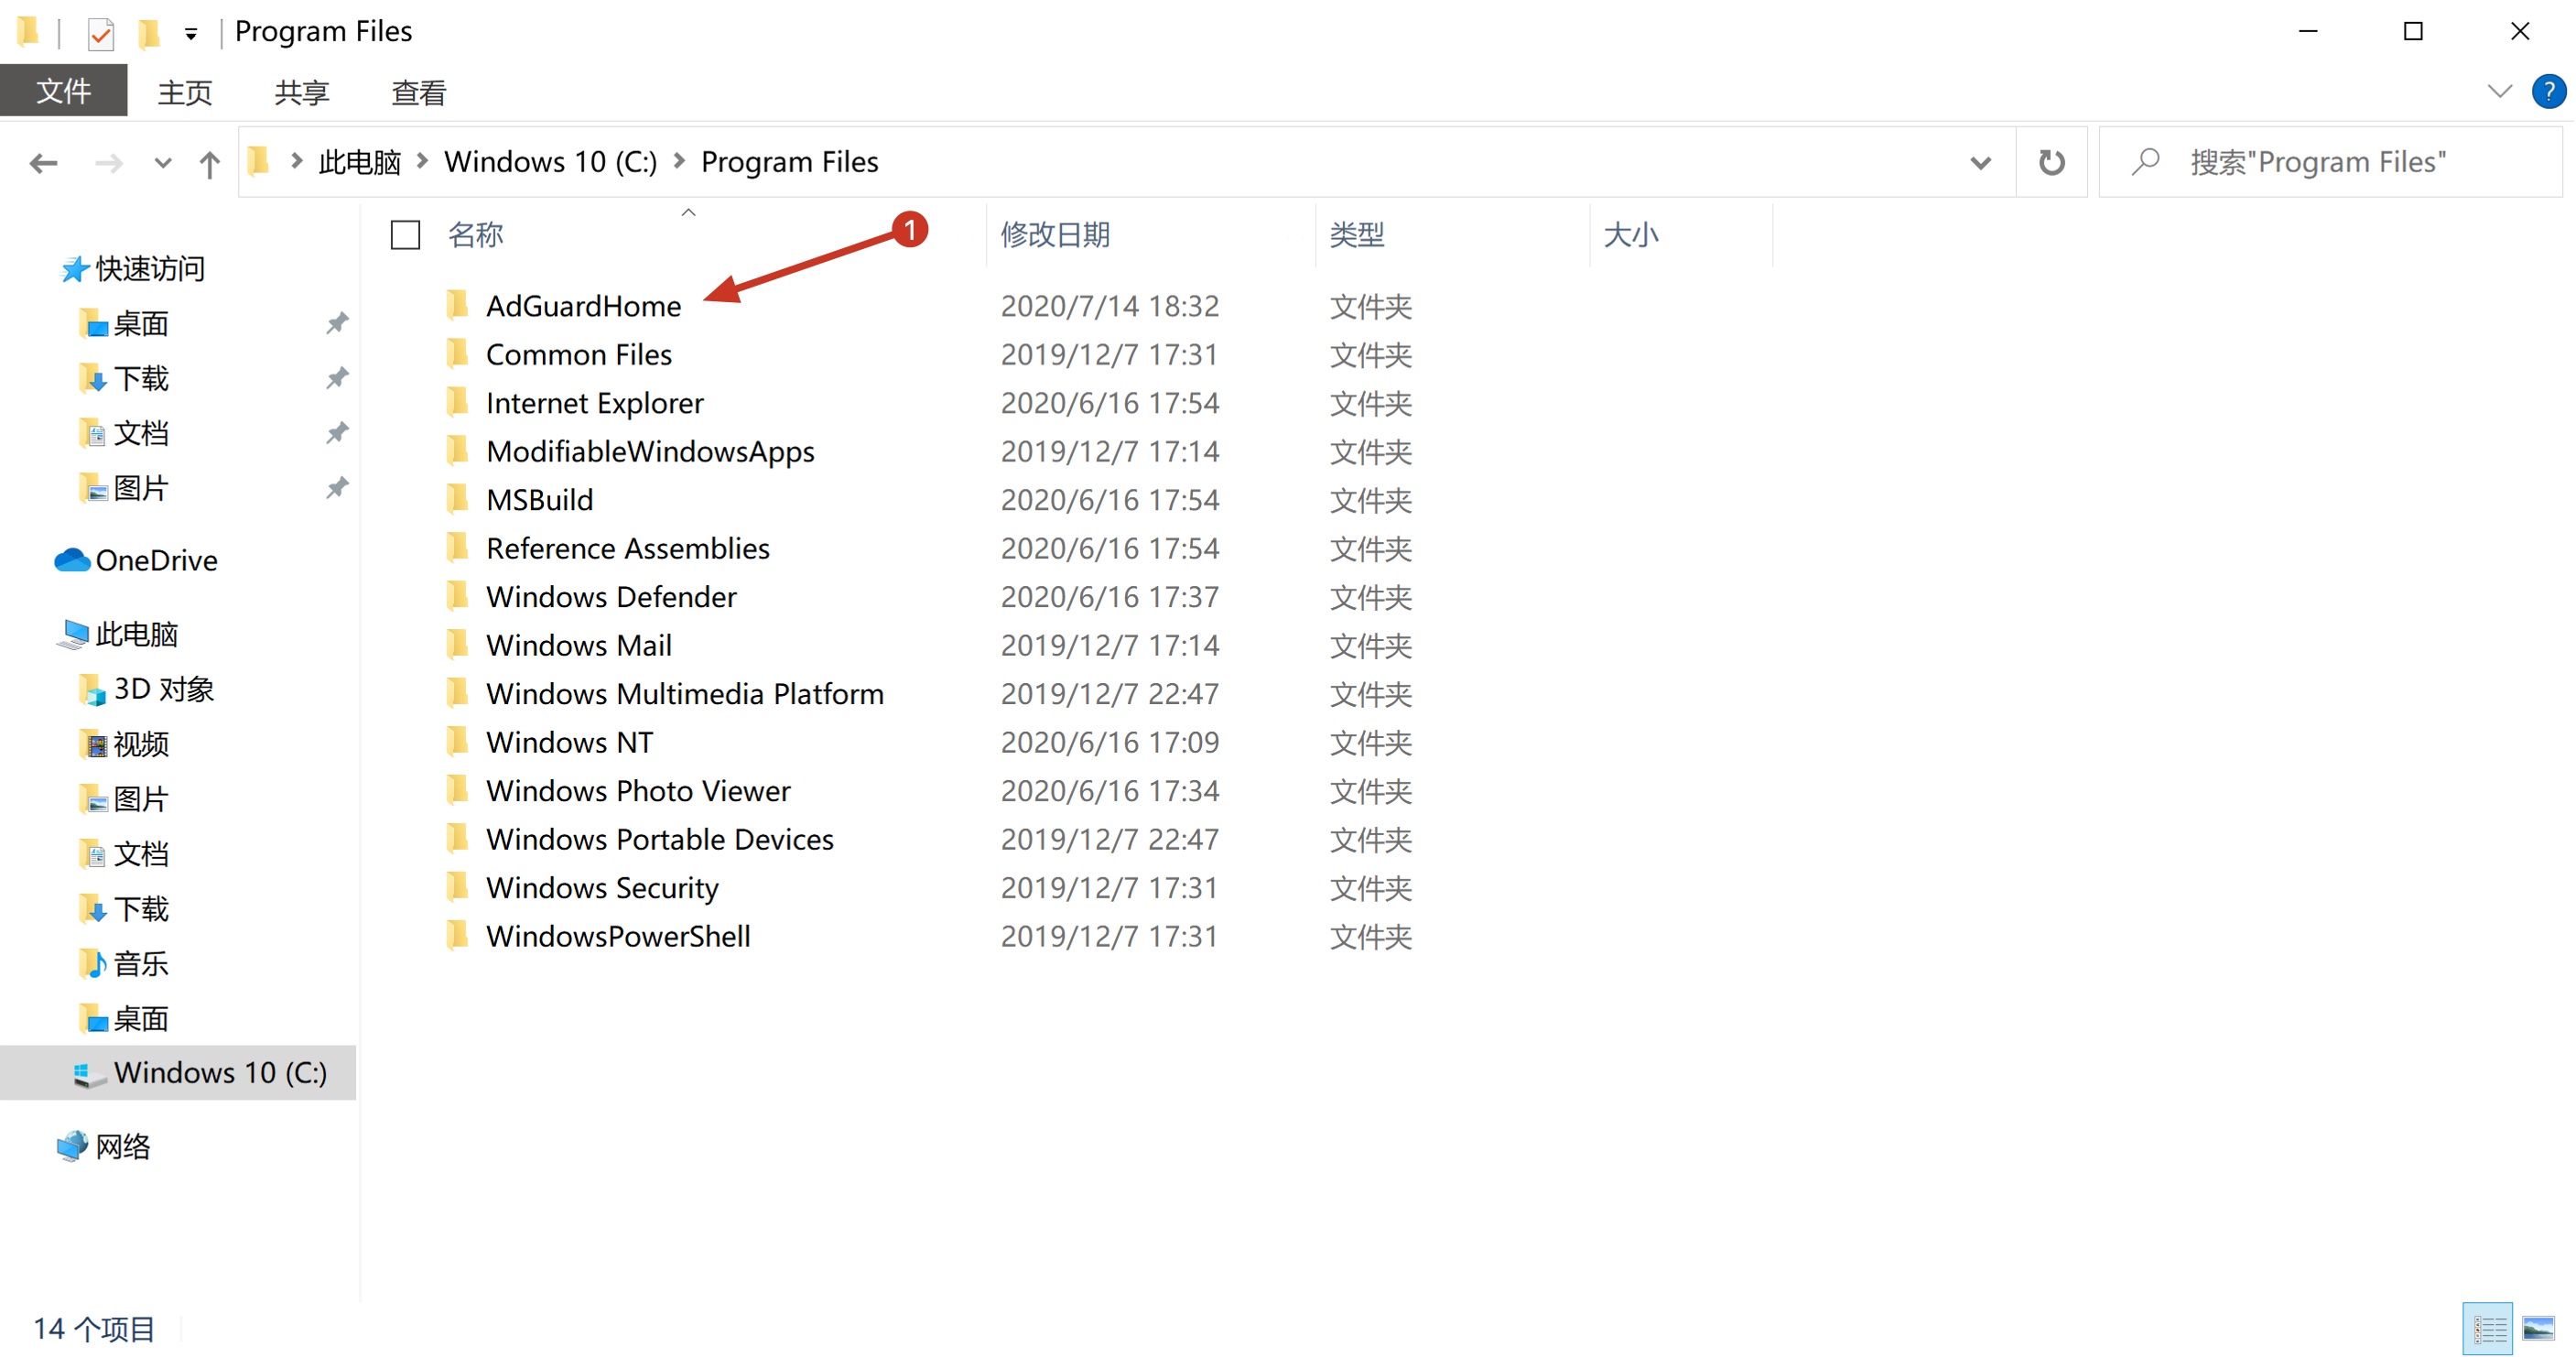 Program Files
文件 主页 共享 查看
此电脑 Windows 10 (C:) Program Files 搜索"Program Files"
名称 修改日期 类型 大小
1
快速访问
桌面
下载
文档
图片
OneDrive
此电脑
3D 对象
视频
图片
文档
下载
音乐
桌面
Windows 10 (C:)
网络
AdGuardHome 2020/7/14 18:32 文件夹
Common Files 2019/12/7 17:31 文件夹
Internet Explorer 2020/6/16 17:54 文件夹
ModifiableWindowsApps 2019/12/7 17:14 文件夹
MSBuild 2020/6/16 17:54 文件夹
Reference Assemblies 2020/6/16 17:54 文件夹
Windows Defender 2020/6/16 17:37 文件夹
Windows Mail 2019/12/7 17:14 文件夹
Windows Multimedia Platform 2019/12/7 22:47 文件夹
Windows NT 2020/6/16 17:09 文件夹
Windows Photo Viewer 2020/6/16 17:34 文件夹
Windows Portable Devices 2019/12/7 22:47 文件夹
Windows Security 2019/12/7 17:31 文件夹
WindowsPowerShell 2019/12/7 17:31 文件夹
14 个项目